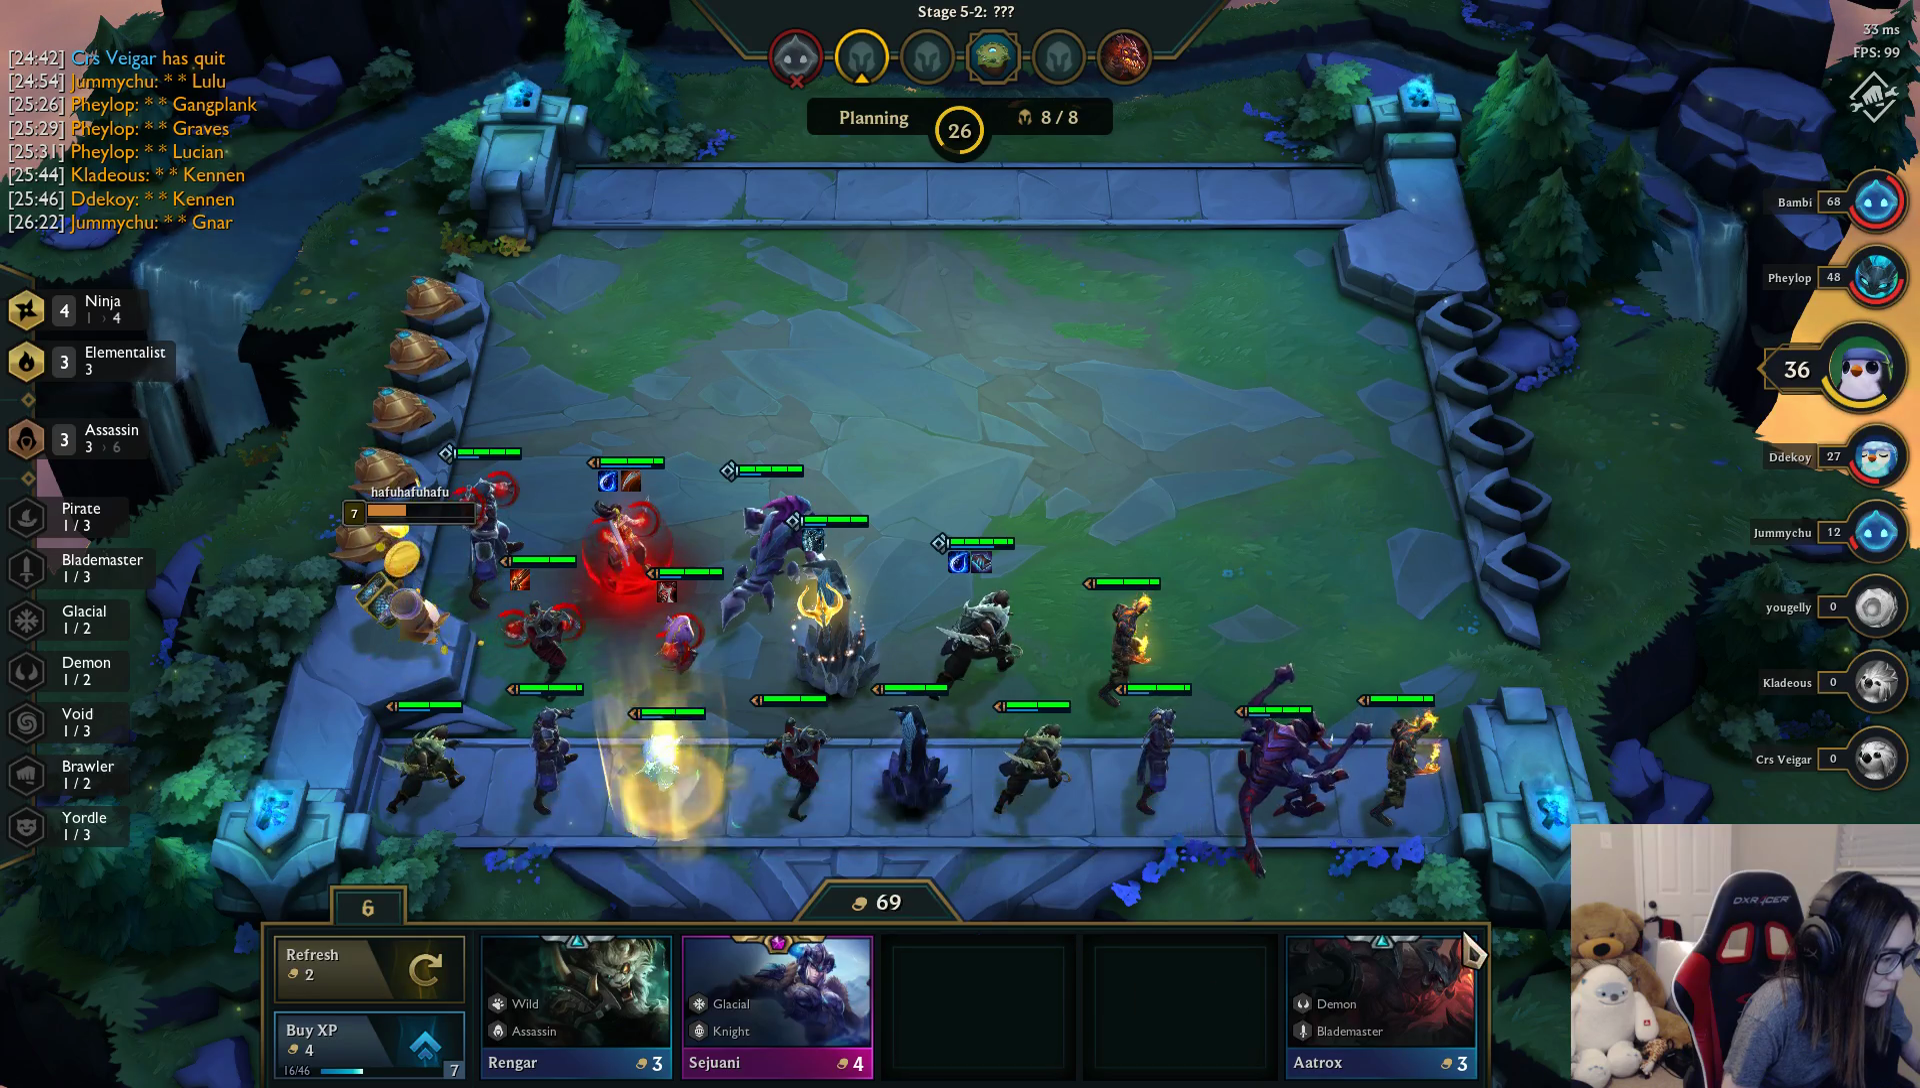 Stage 5-2: ???
33 ms
FPS: 99
[24:42] Crs Veigar has quit
[24:54] Jummychu: * * Lulu
[25:26] Pheylop: * * Gangplank
[25:29] Pheylop: * * Graves
[25:31] Pheylop: * * Lucian
[25:44] Kladeous: * * Kennen
[25:46] Ddekoy: * * Kennen
[26:22] Jummychu: * * Gnar
Planning
26
8 / 8
Bambi 68
Pheylop 48
36
Ddekoy 27
Jummychu 12
yougelly 0
Kladeous 0
Crs Veigar 0
4 Ninja
1 › 4
3 Elementalist
3
3 Assassin
3 › 6
Pirate
1 / 3
Blademaster
1 / 3
Glacial
1 / 2
Demon
1 / 2
Void
1 / 3
Brawler
1 / 2
Yordle
1 / 3
hafuhafuhafu
7
6
69
Refresh
2
Buy XP
4
16/46
7
Wild
Assassin
Rengar 3
Glacial
Knight
Sejuani 4
Demon
Blademaster
Aatrox 3
DXRACER